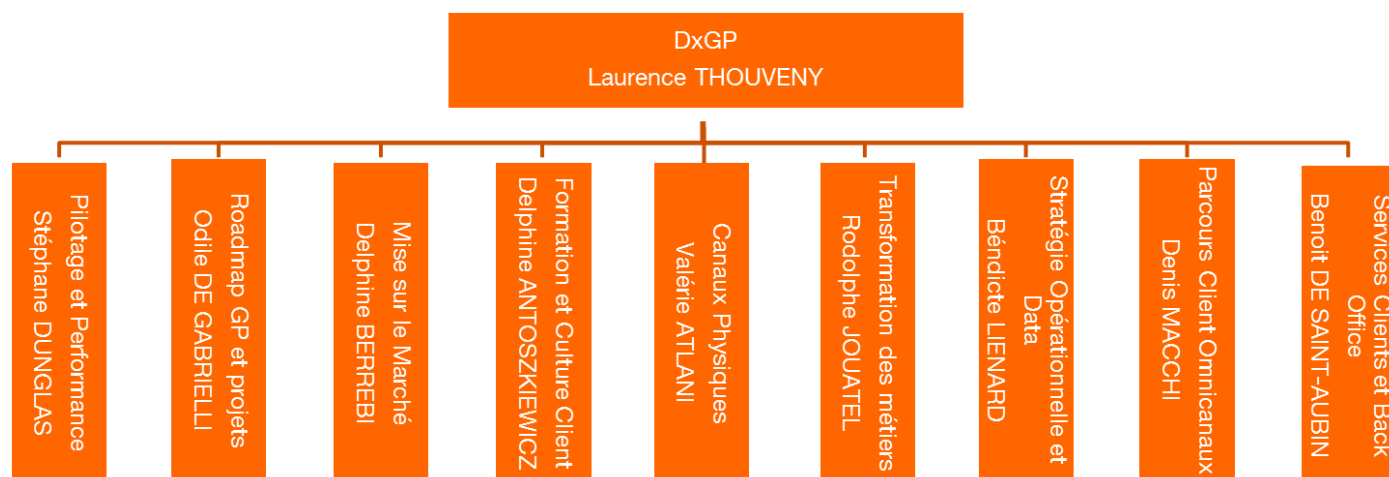 DxGP
Laurence THOUVENY
Pilotage et Performance
Stéphane DUNGLAS
Roadmap GP et projets
Odile DE GABRIELLI
Mise sur le Marché
Delphine BERREBI
Formation et Culture Client
Delphine ANTOSZKIEWICZ
Canaux Physiques
Valérie ATLANI
Transformation des métiers
Rodolphe JOUATEL
Stratégie Opérationnelle et
Data
Béndicte LIENARD
Parcours Client Omnicanaux
Denis MACCHI
Services Clients et Back
Office
Benoit DE SAINT-AUBIN